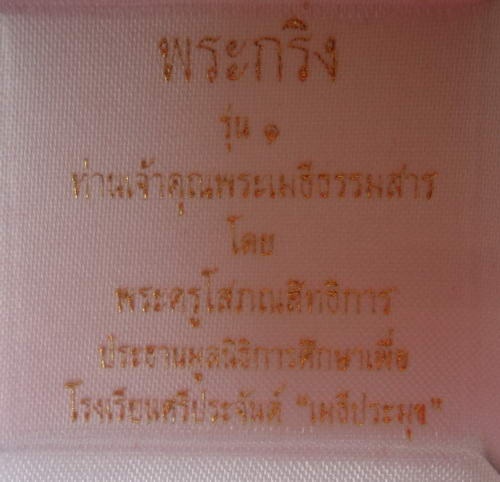 พระกริ่ง
รุ่น ๑
ท่านเจ้าคุณพระเมธีธรรมสาร
โดย
พระครูโสภณสิทธิการ
ประธานมูลนิธิการศึกษาเพื่อ
โรงเรียนศรีประจันต์ "เมธีประมุข"